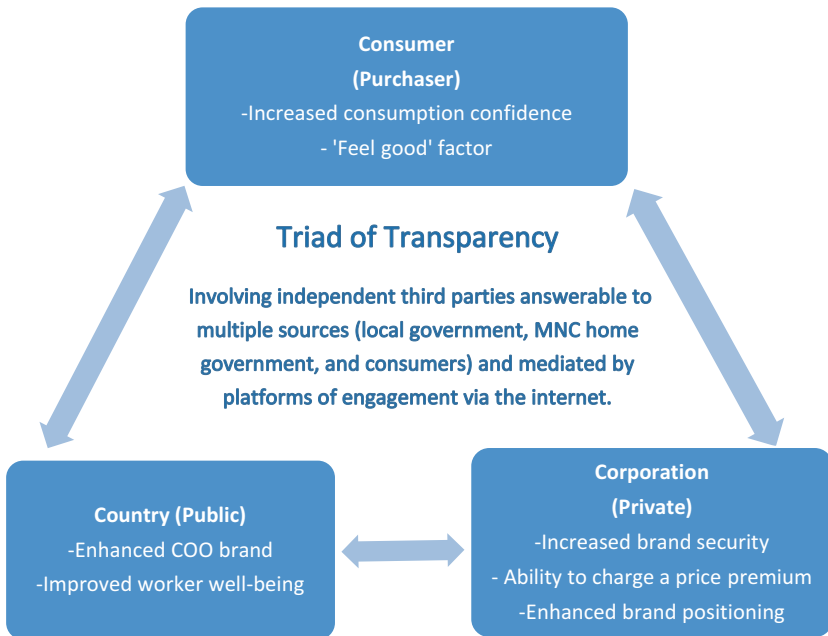 Consumer
(Purchaser)
-Increased consumption confidence
- 'Feel good' factor
Triad of Transparency
Involving independent third parties answerable to
multiple sources (local government, MNC home
government, and consumers) and mediated by
platforms of engagement via the internet.
Country (Public)
-Enhanced COO brand
-Improved worker well-being
Corporation
(Private)
-Increased brand security
- Ability to charge a price premium
-Enhanced brand positioning